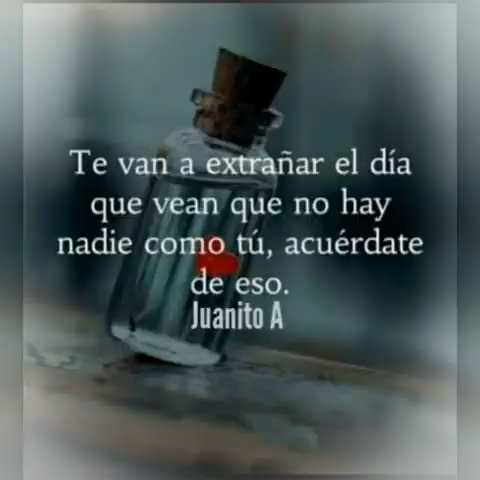 Te van a extrañar el día
que vean que no hay
nadie como tú, acuérdate
de eso.
Juanito A